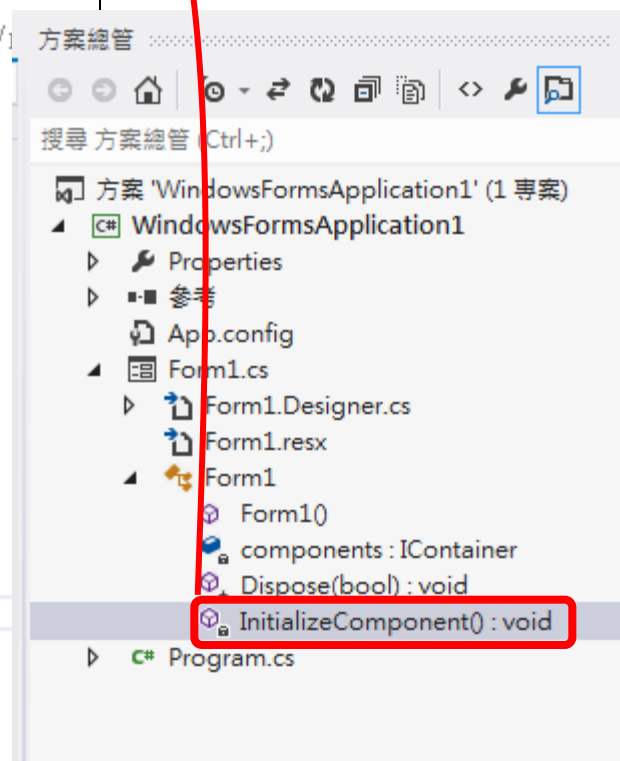 方案總管
搜尋 方案總管 (Ctrl+;)
方案 'WindowsFormsApplication1' (1 專案)
C# WindowsFormsApplication1
Properties
參考
App.config
Form1.cs
Form1.Designer.cs
Form1.resx
Form1
Form1()
components : IContainer
Dispose(bool) : void
InitializeComponent() : void
C# Program.cs